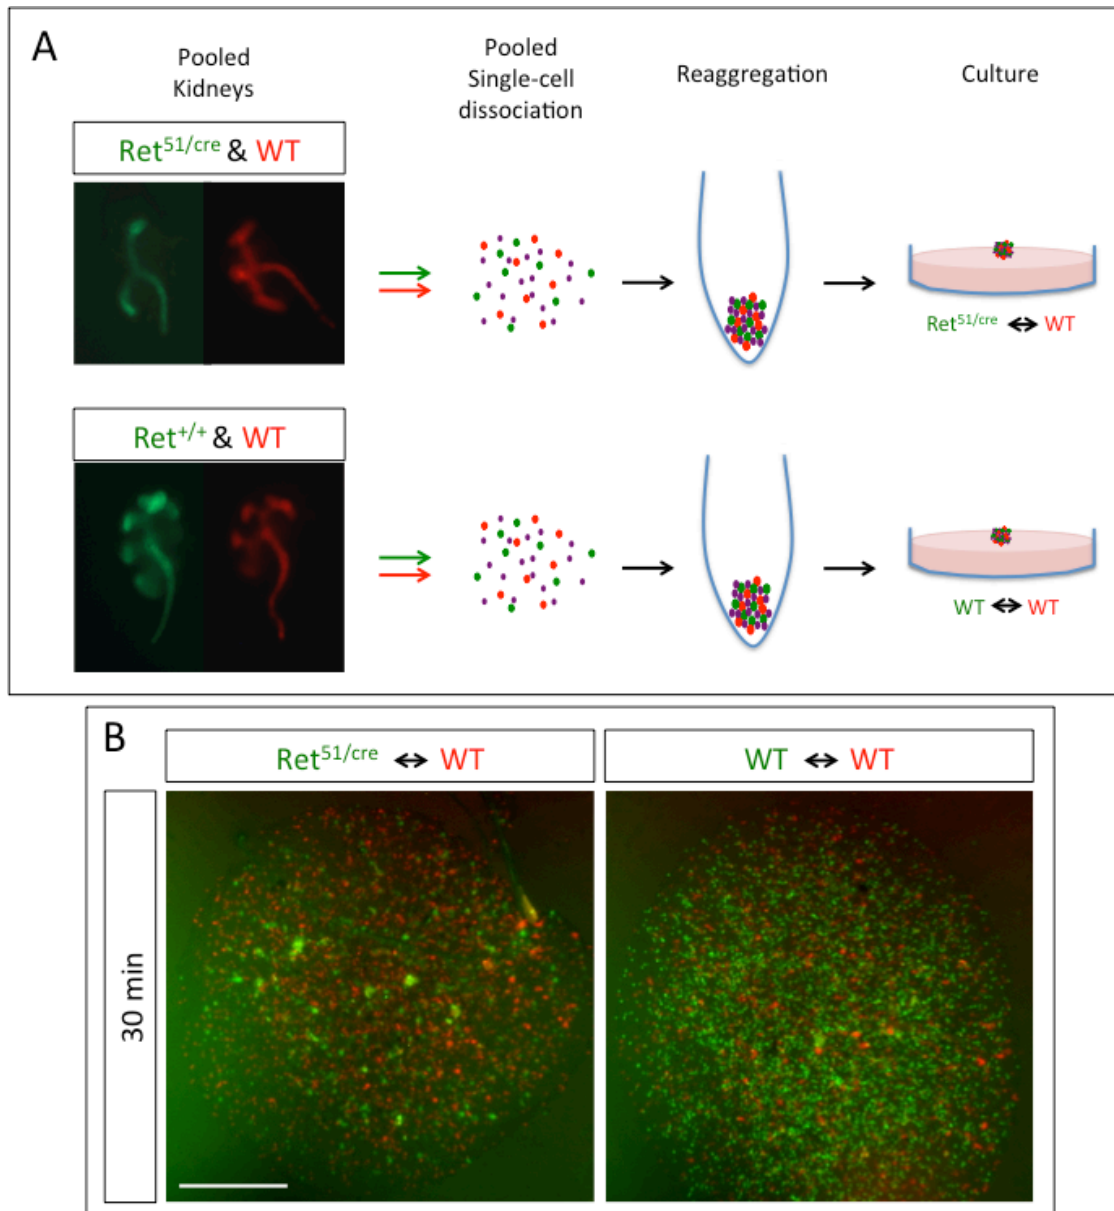 A
Pooled
Kidneys
Pooled
Single-cell
dissociation
Reaggregation
Culture
Ret51/cre & WT
Ret51/cre ↔ WT
Ret+/+ & WT
WT ↔ WT
B
Ret51/cre ↔ WT
WT ↔ WT
30 min